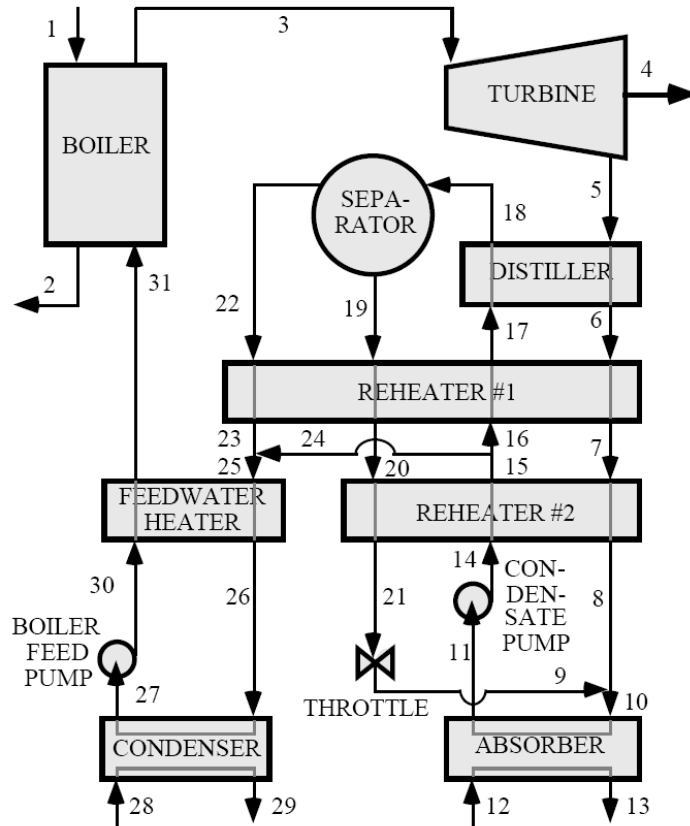 1
3
TURBINE
4
BOILER
SEPA-
RATOR
18
5
DISTILLER
2
31
22
19
17
6
REHEATER #1
23
24
16
7
25
20
15
FEEDWATER
HEATER
REHEATER #2
14
CON-
DEN-
SATE
PUMP
30
26
21
8
BOILER
FEED
PUMP
11
27
9
THROTTLE
10
CONDENSER
ABSORBER
28
29
12
13